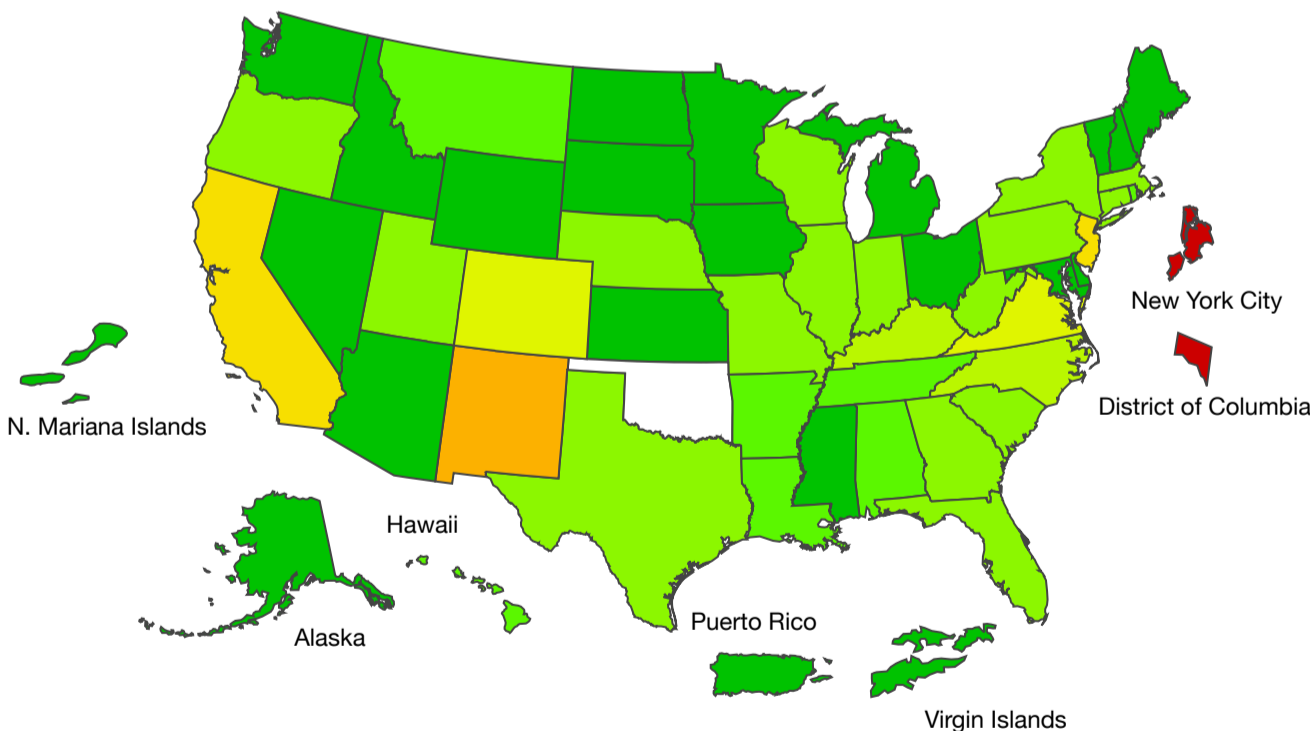 New York City
District of Columbia
N. Mariana Islands
Hawaii
Alaska
Puerto Rico
Virgin Islands